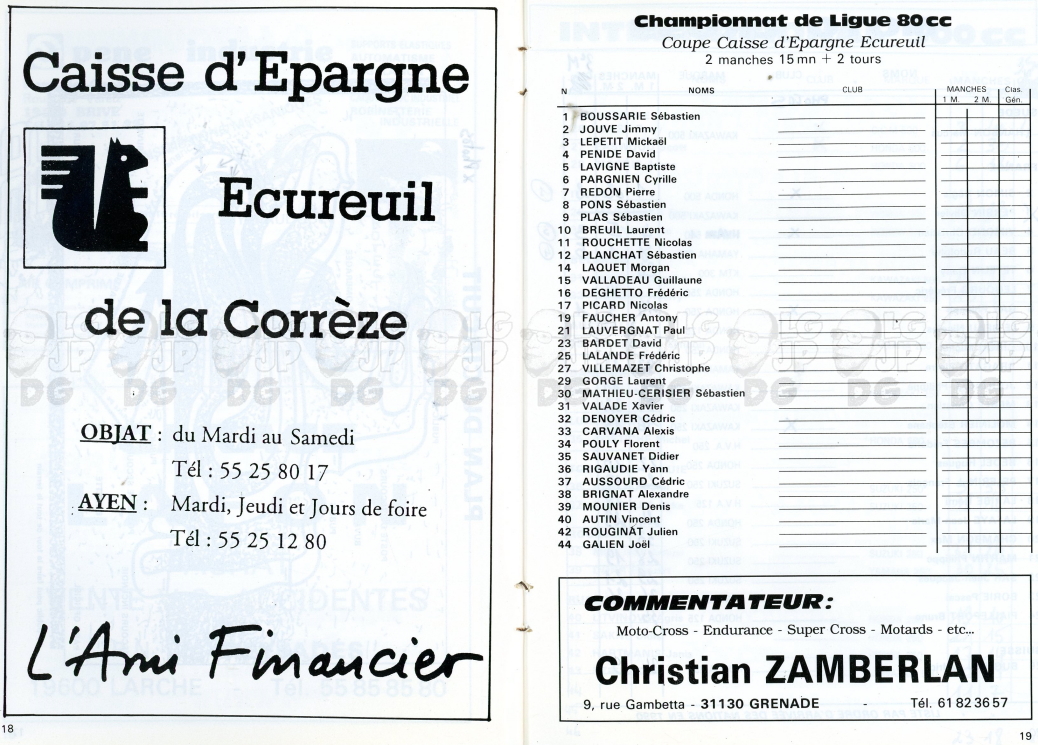 Caisse d'Epargne
Ecureuil
de la Corrèze
OBJAT : du Mardi au Samedi
Tél : 55 25 80 17
AYEN : Mardi, Jeudi et Jours de foire
Tél : 55 25 12 80
L'Ami Financier
18
Championnat de Ligue 80 cc
Coupe Caisse d'Epargne Ecureuil
2 manches 15 mn + 2 tours
N NOMS CLUB MANCHES Clas.
1 M. 2 M. Gén.
1 BOUSSARIE Sébastien
2 JOUVE Jimmy
3 LEPETIT Mickaël
4 PENIDE David
5 LAVIGNE Baptiste
6 PARGNIEN Cyrille
7 REDON Pierre
8 PONS Sébastien
9 PLAS Sébastien
10 BREUIL Laurent
11 ROUCHETTE Nicolas
12 PLANCHAT Sébastien
14 LAQUET Morgan
15 VALLADEAU Guillaune
16 DEGHETTO Frédéric
17 PICARD Nicolas
19 FAUCHER Antony
21 LAUVERGNAT Paul
23 BARDET David
25 LALANDE Frédéric
27 VILLEMAZET Christophe
29 GORGE Laurent
30 MATHIEU-CERISIER Sébastien
31 VALADE Xavier
32 DENOYER Cédric
33 CARVANA Alexis
34 POULY Florent
35 SAUVANET Didier
36 RIGAUDIE Yann
37 AUSSOURD Cédric
38 BRIGNAT Alexandre
39 MOUNIER Denis
40 AUTIN Vincent
42 ROUGINAT Julien
44 GALIEN Joël
COMMENTATEUR:
Moto-Cross - Endurance - Super Cross - Motards - etc...
Christian ZAMBERLAN
9, rue Gambetta - 31130 GRENADE - Tél. 61 82 36 57
19
LG JP DG